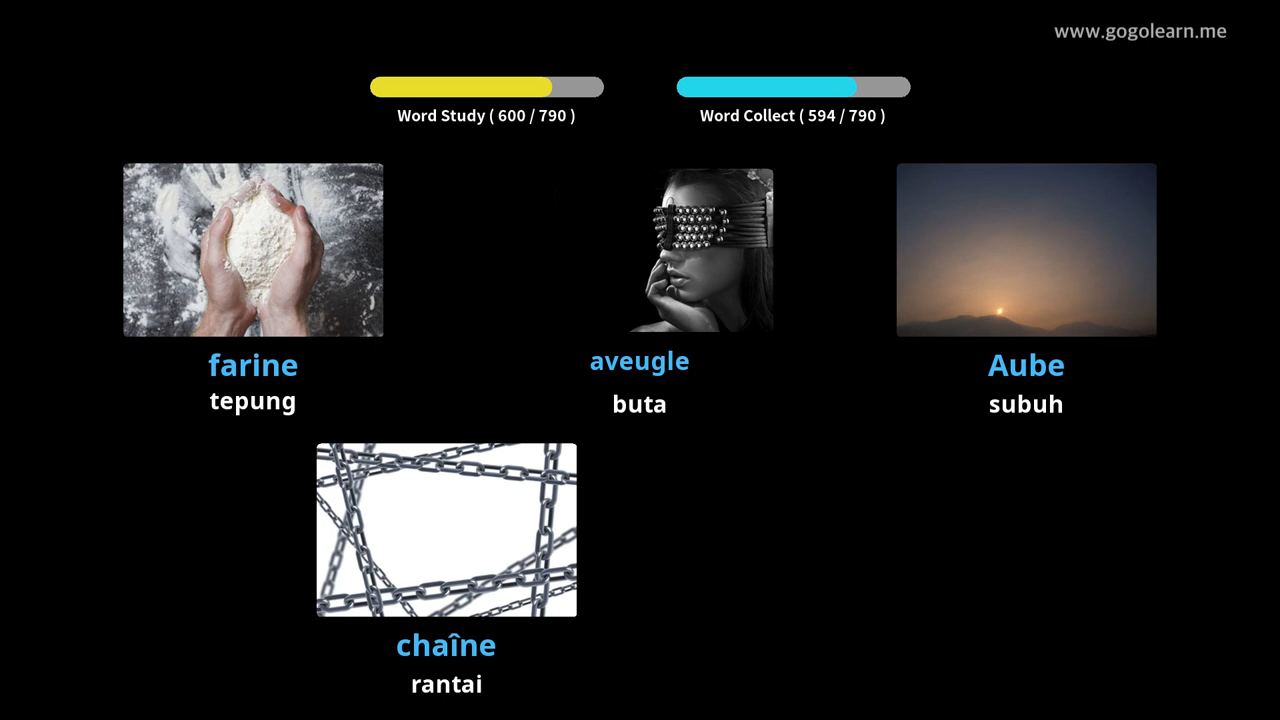 www.gogolearn.me
Word Study ( 600 / 790 )
Word Collect ( 594 / 790 )
farine
tepung
aveugle
buta
Aube
subuh
chaîne
rantai